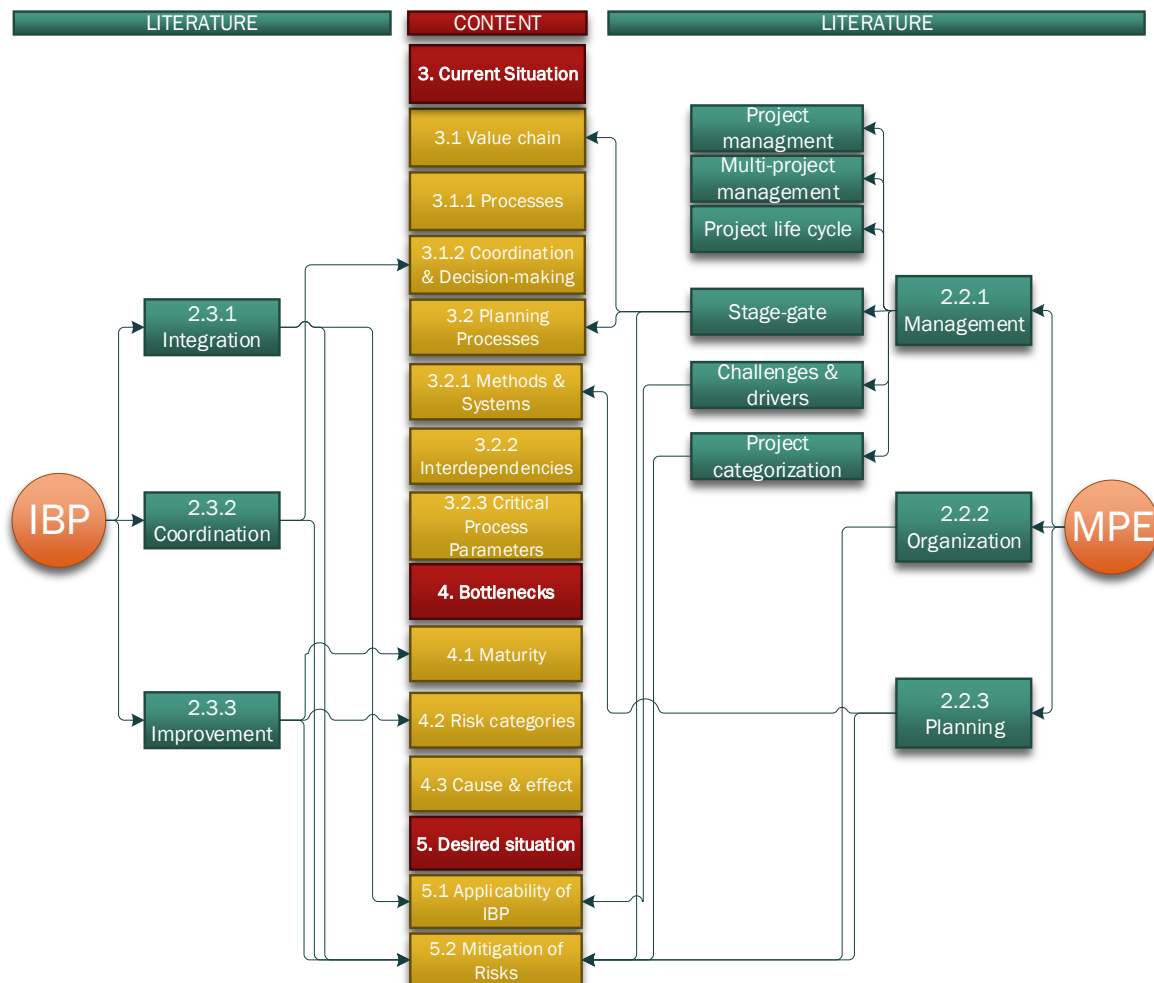 LITERATURE
CONTENT
LITERATURE
3. Current Situation
3.1 Value chain
3.1.1 Processes
3.1.2 Coordination
& Decision-making
3.2 Planning
Processes
3.2.1 Methods &
Systems
3.2.2
Interdependencies
3.2.3 Critical
Process
Parameters
4. Bottlenecks
4.1 Maturity
4.2 Risk categories
4.3 Cause & effect
5. Desired situation
5.1 Applicability of
IBP
5.2 Mitigation of
Risks
IBP
2.3.1
Integration
2.3.2
Coordination
2.3.3
Improvement
Project
managment
Multi-project
management
Project life cycle
Stage-gate
Challenges &
drivers
Project
categorization
2.2.1
Management
2.2.2
Organization
2.2.3
Planning
MPE